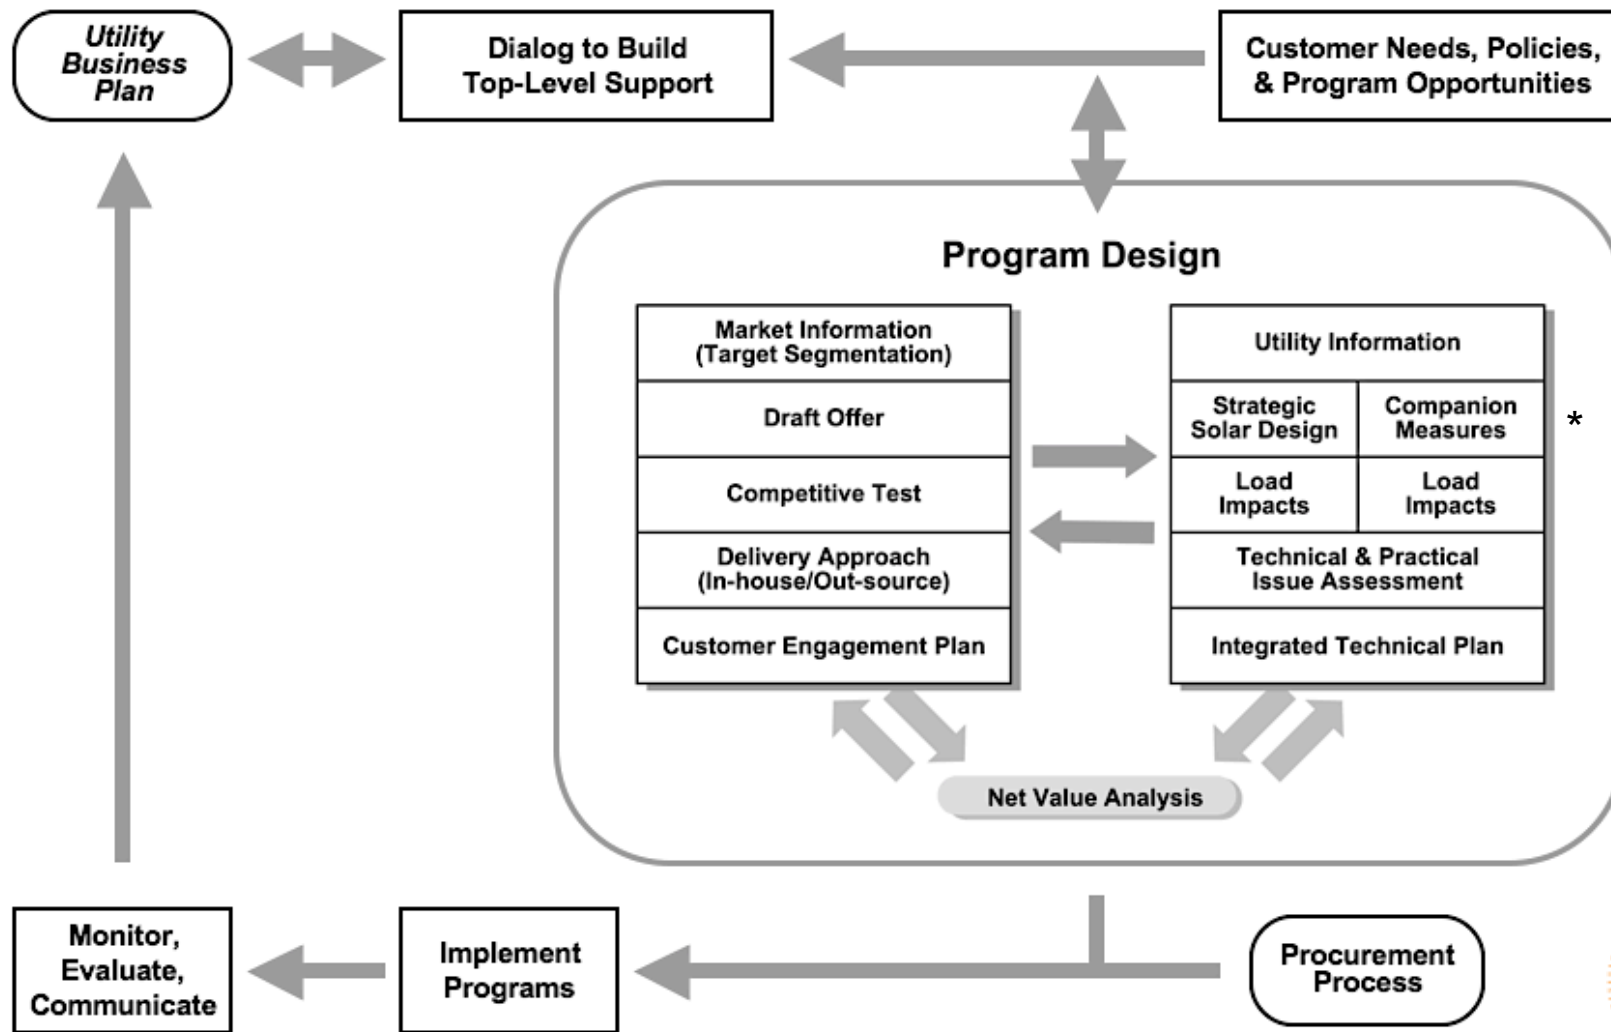 Utility
Business
Plan
Dialog to Build
Top-Level Support
Customer Needs, Policies,
& Program Opportunities
Program Design
Market Information
(Target Segmentation)
Draft Offer
Competitive Test
Delivery Approach
(In-house/Out-source)
Customer Engagement Plan
Utility Information
Strategic
Solar Design
Companion
Measures
*
Load
Impacts
Load
Impacts
Technical & Practical
Issue Assessment
Integrated Technical Plan
Net Value Analysis
Monitor,
Evaluate,
Communicate
Implement
Programs
Procurement
Process